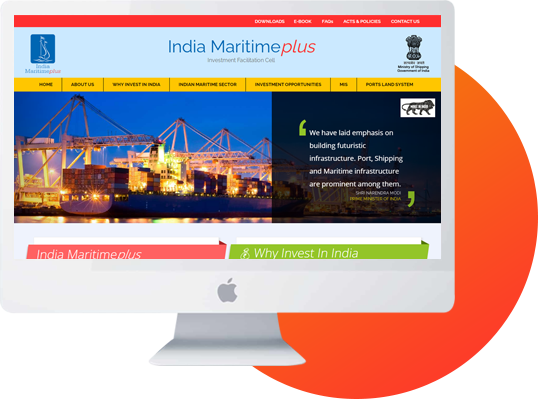 DOWNLOADS E-BOOK FAQs ACTS & POLICIES CONTACT US
India
Maritimeplus
India Maritimeplus
Investment Facilitation Cell
Ministry of Shipping
Government of India
HOME ABOUT US WHY INVEST IN INDIA INDIAN MARITIME SECTOR INVESTMENT OPPORTUNITIES MIS PORTS LAND SYSTEM
MAKE IN INDIA
We have laid emphasis on
building futuristic
infrastructure. Port, Shipping
and Maritime infrastructure
are prominent among them.
SHRI NARENDRA MODI
PRIME MINISTER OF INDIA
India Maritimeplus
Why Invest In India